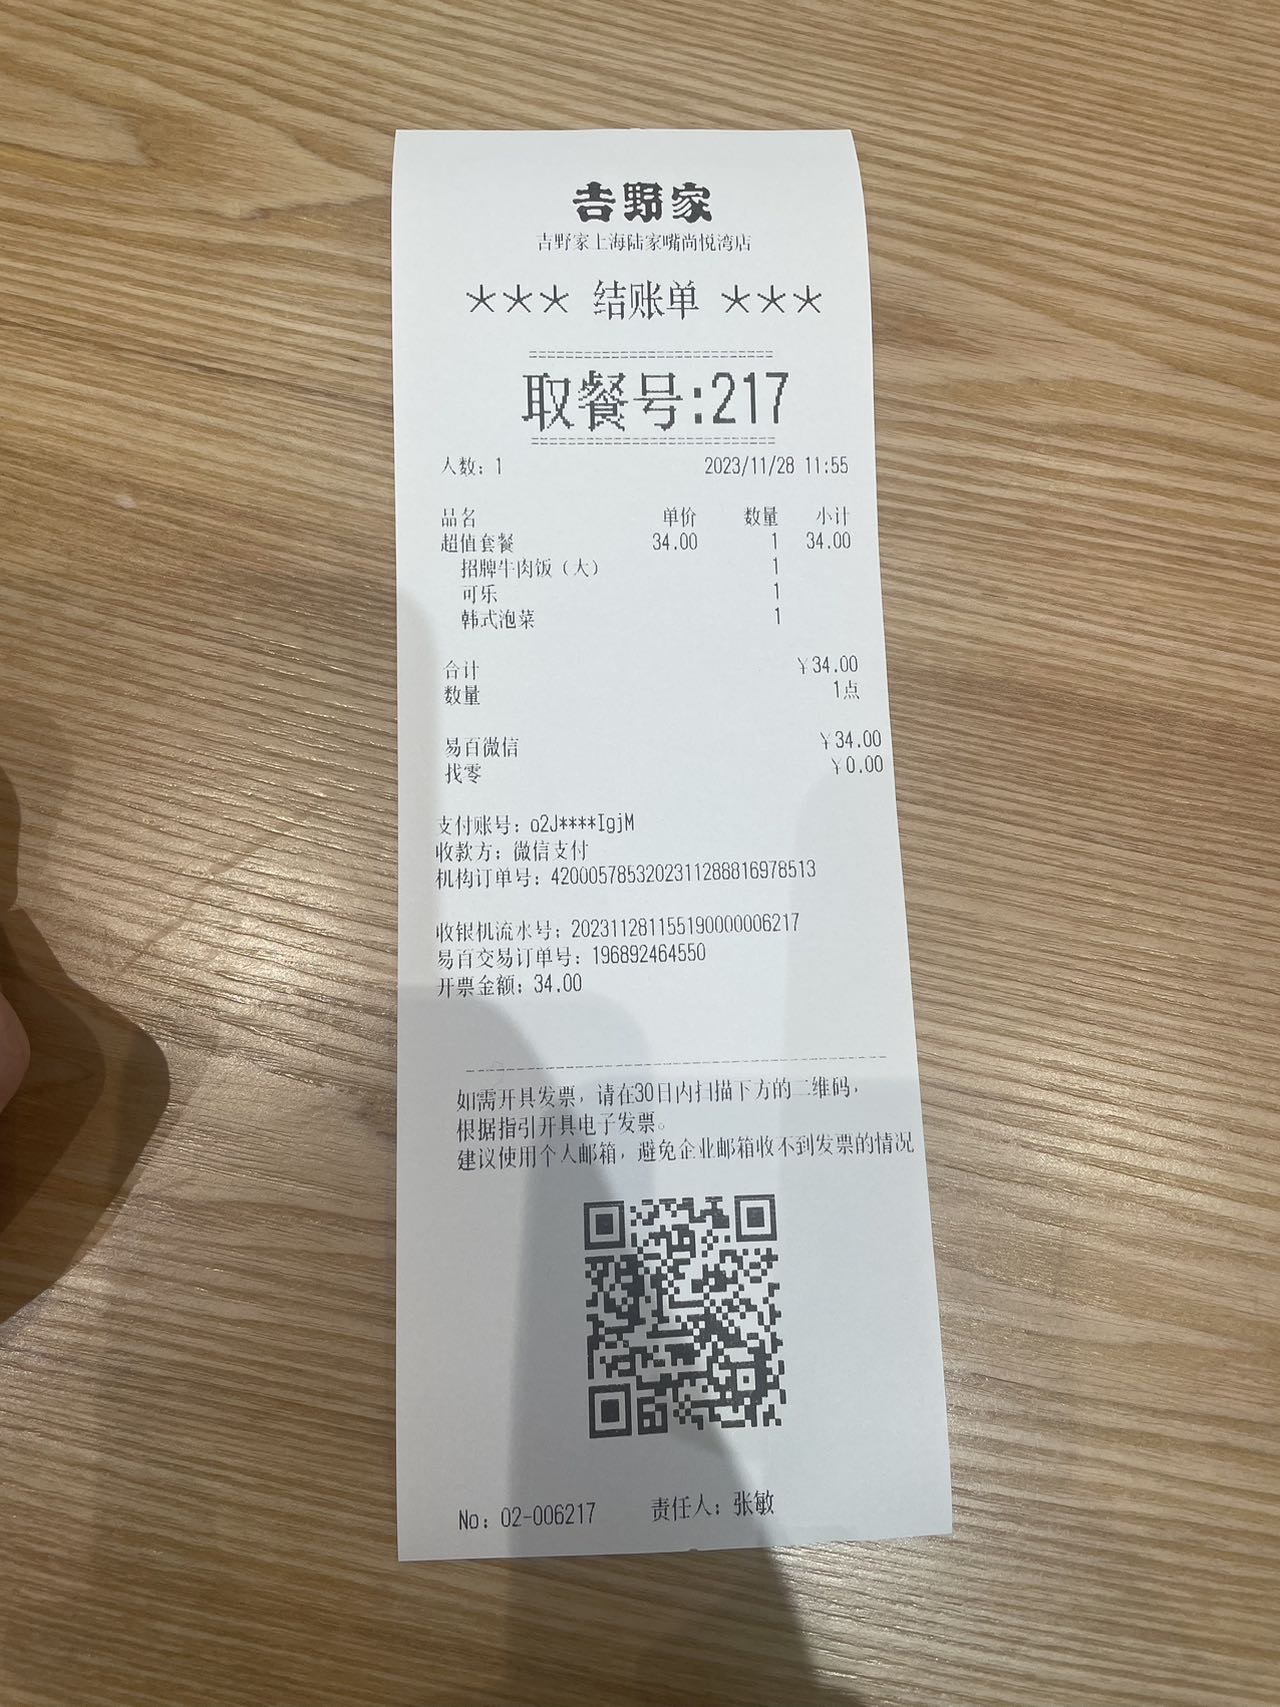 吉野家
吉野家上海陆家嘴尚悦湾店
*** 结账单 ***
========================
取餐号:217
========================
人数: 1 2023/11/28 11:55
品名 单价 数量 小计
超值套餐 34.00 1 34.00
招牌牛肉饭（大） 1
可乐 1
韩式泡菜 1
合计 ￥34.00
数量 1点
易百微信 ￥34.00
找零 ￥0.00
支付账号: o2J****IgjM
收款方: 微信支付
机构订单号: 4200057853202311288816978513
收银机流水号: 2023112811551900000006217
易百交易订单号: 196892464550
开票金额: 34.00
如需开具发票，请在30日内扫描下方的二维码，
根据指引开具电子发票。
建议使用个人邮箱，避免企业邮箱收不到发票的情况
No: 02-006217 责任人: 张敏